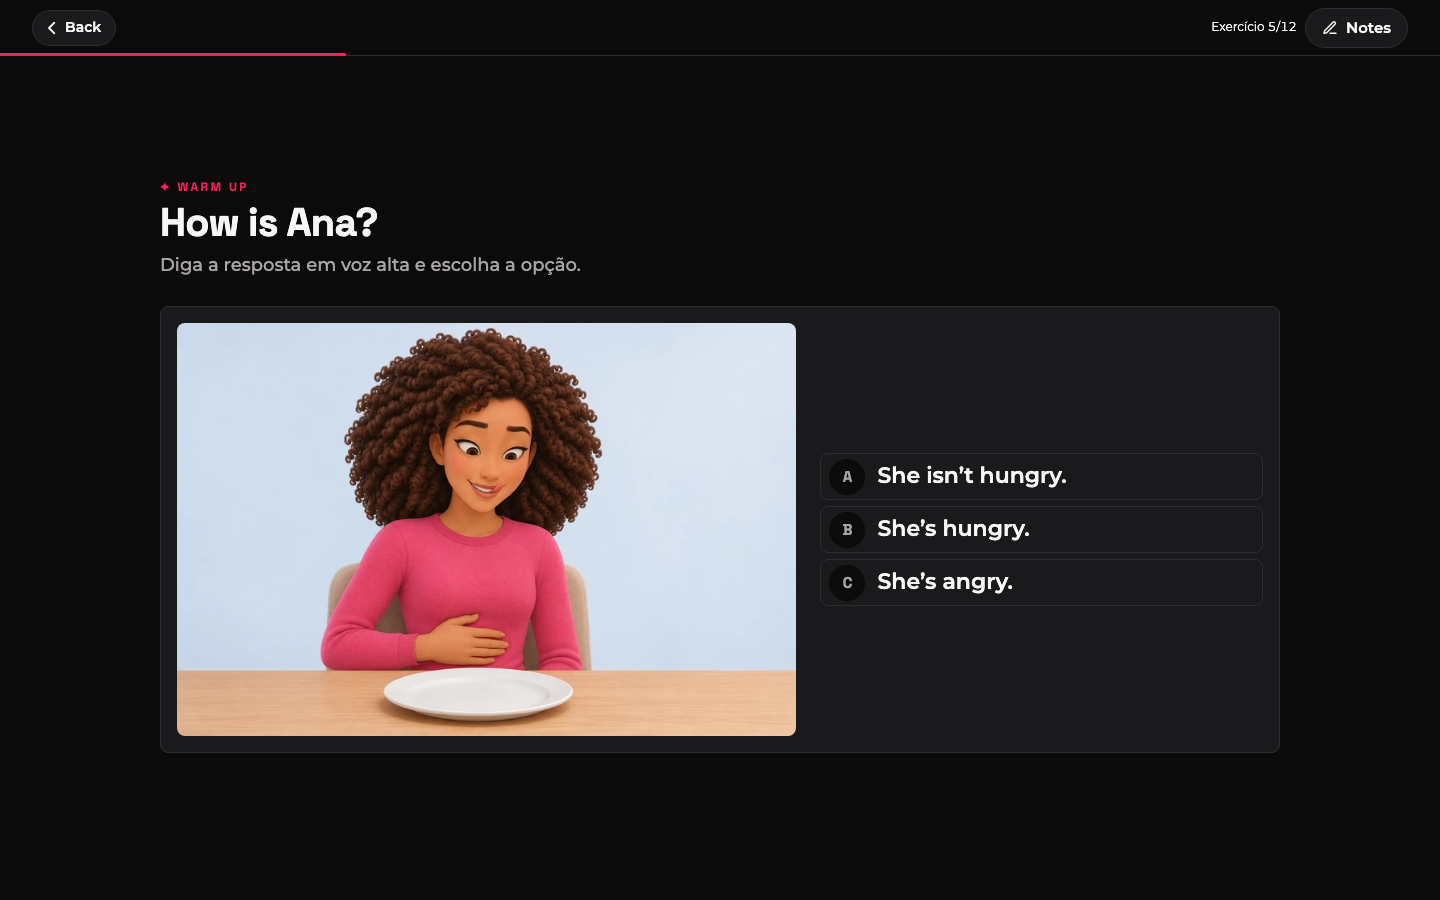 Back
Exercício 5/12
Notes
WARM UP
How is Ana?
Diga a resposta em voz alta e escolha a opção.
A She isn’t hungry.
B She’s hungry.
C She’s angry.